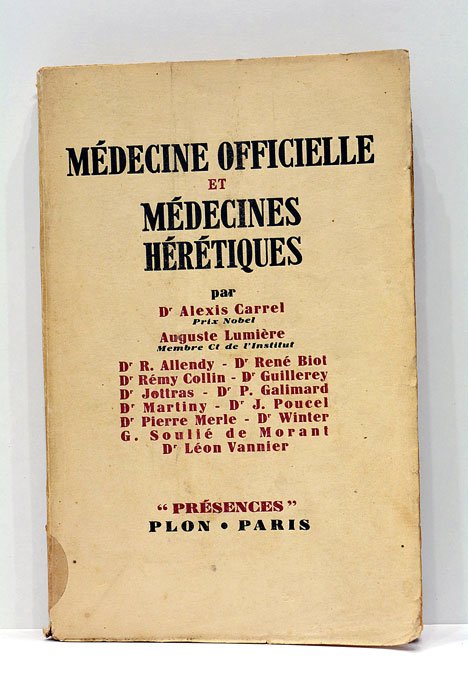 MÉDECINE OFFICIELLE
ET
MÉDECINES
HÉRÉTIQUES
par
Dr Alexis Carrel
Prix Nobel
Auguste Lumière
Membre Ct de l'Institut
Dr R. Allendy - Dr René Biot
Dr Rémy Collin - Dr Guillerey
Dr Jottras - Dr P. Galimard
Dr Martiny - Dr J. Poucel
Dr Pierre Merle - Dr Winter
G. Soulié de Morant
Dr Léon Vannier
“ PRÉSENCES ”
PLON • PARIS